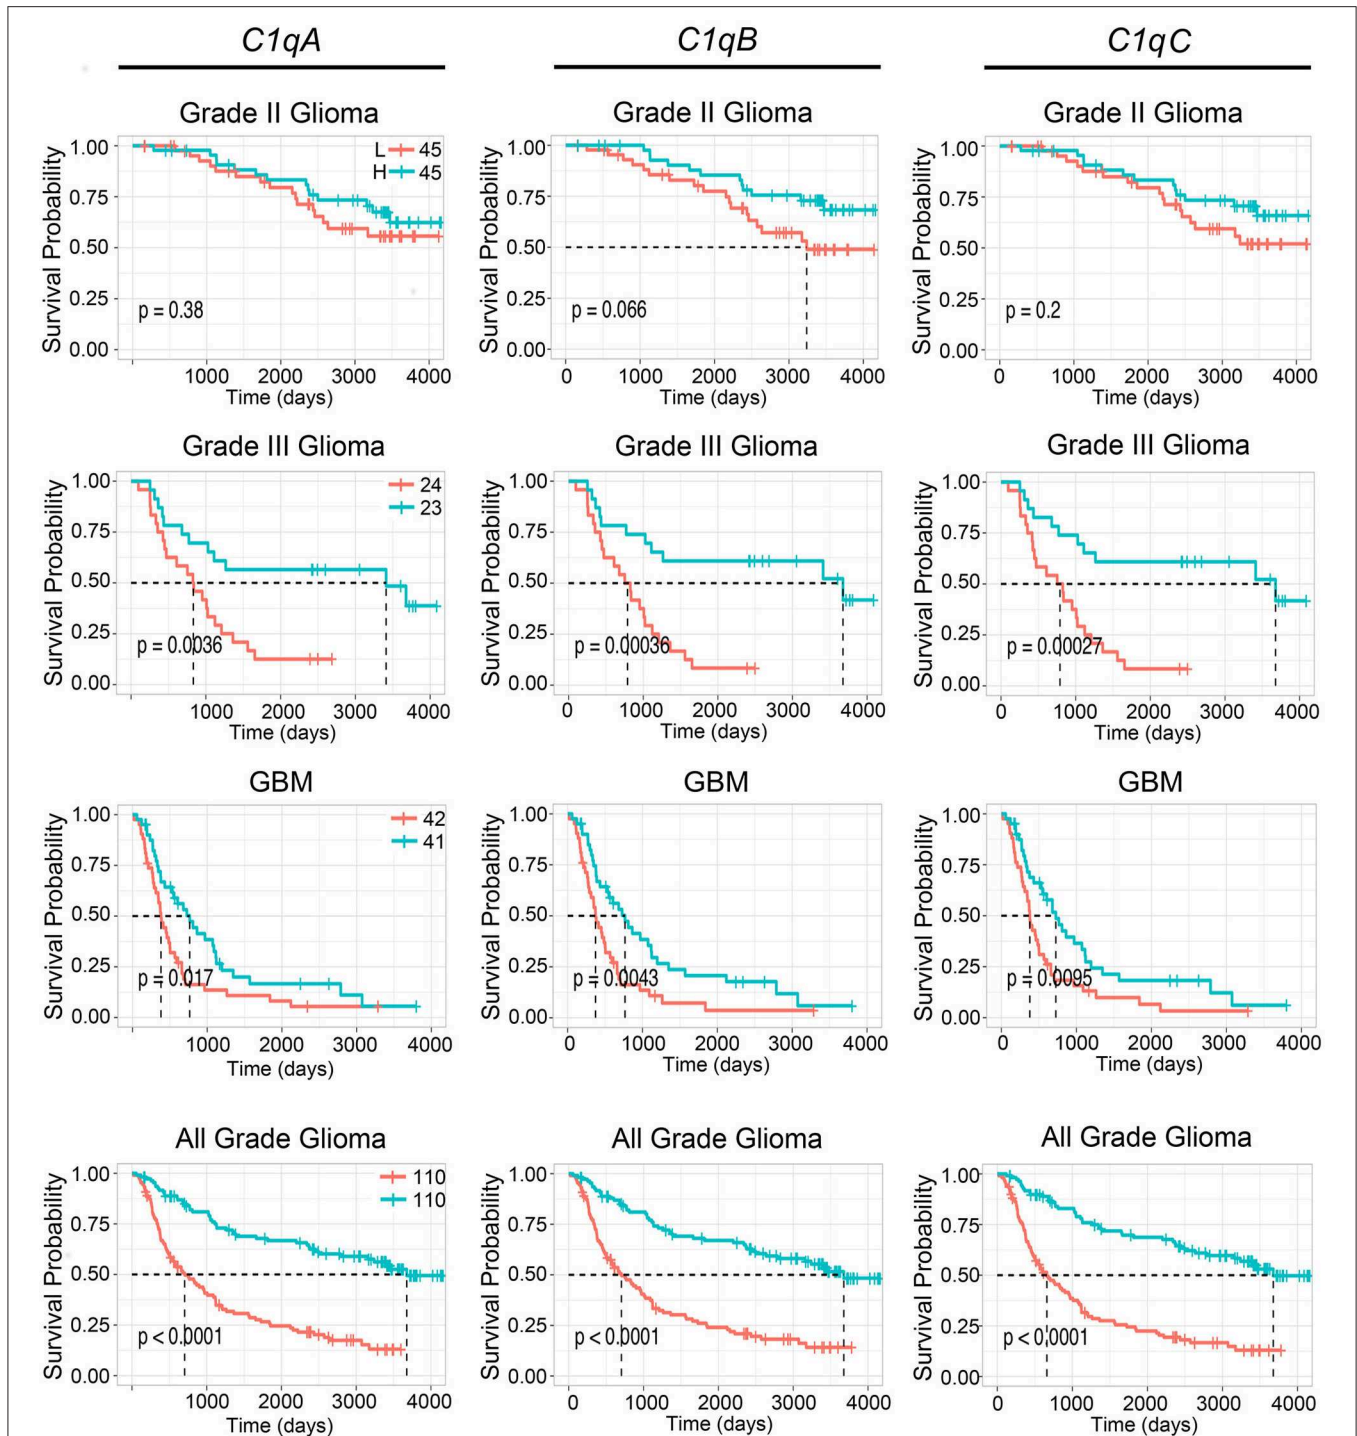 C1qA
C1qB
C1qC
Grade II Glioma
Survival Probability
1.00
0.75
0.50
0.25
0.00
L 45
H 45
p = 0.38
1000 2000 3000 4000
Time (days)
Grade II Glioma
Survival Probability
1.00
0.75
0.50
0.25
0.00
p = 0.066
0 1000 2000 3000 4000
Time (days)
Grade II Glioma
Survival Probability
1.00
0.75
0.50
0.25
0.00
p = 0.2
0 1000 2000 3000 4000
Time (days)
Grade III Glioma
Survival Probability
1.00
0.75
0.50
0.25
0.00
24
23
p = 0.0036
1000 2000 3000 4000
Time (days)
Grade III Glioma
Survival Probability
1.00
0.75
0.50
0.25
0.00
p = 0.00036
0 1000 2000 3000 4000
Time (days)
Grade III Glioma
Survival Probability
1.00
0.75
0.50
0.25
0.00
p = 0.00027
0 1000 2000 3000 4000
Time (days)
GBM
Survival Probability
1.00
0.75
0.50
0.25
0.00
42
41
p = 0.017
1000 2000 3000 4000
Time (days)
GBM
Survival Probability
1.00
0.75
0.50
0.25
0.00
p = 0.0043
0 1000 2000 3000 4000
Time (days)
GBM
Survival Probability
1.00
0.75
0.50
0.25
0.00
p = 0.0095
0 1000 2000 3000 4000
Time (days)
All Grade Glioma
Survival Probability
1.00
0.75
0.50
0.25
0.00
110
110
p < 0.0001
1000 2000 3000 4000
Time (days)
All Grade Glioma
Survival Probability
1.00
0.75
0.50
0.25
0.00
p < 0.0001
0 1000 2000 3000 4000
Time (days)
All Grade Glioma
Survival Probability
1.00
0.75
0.50
0.25
0.00
p < 0.0001
0 1000 2000 3000 4000
Time (days)